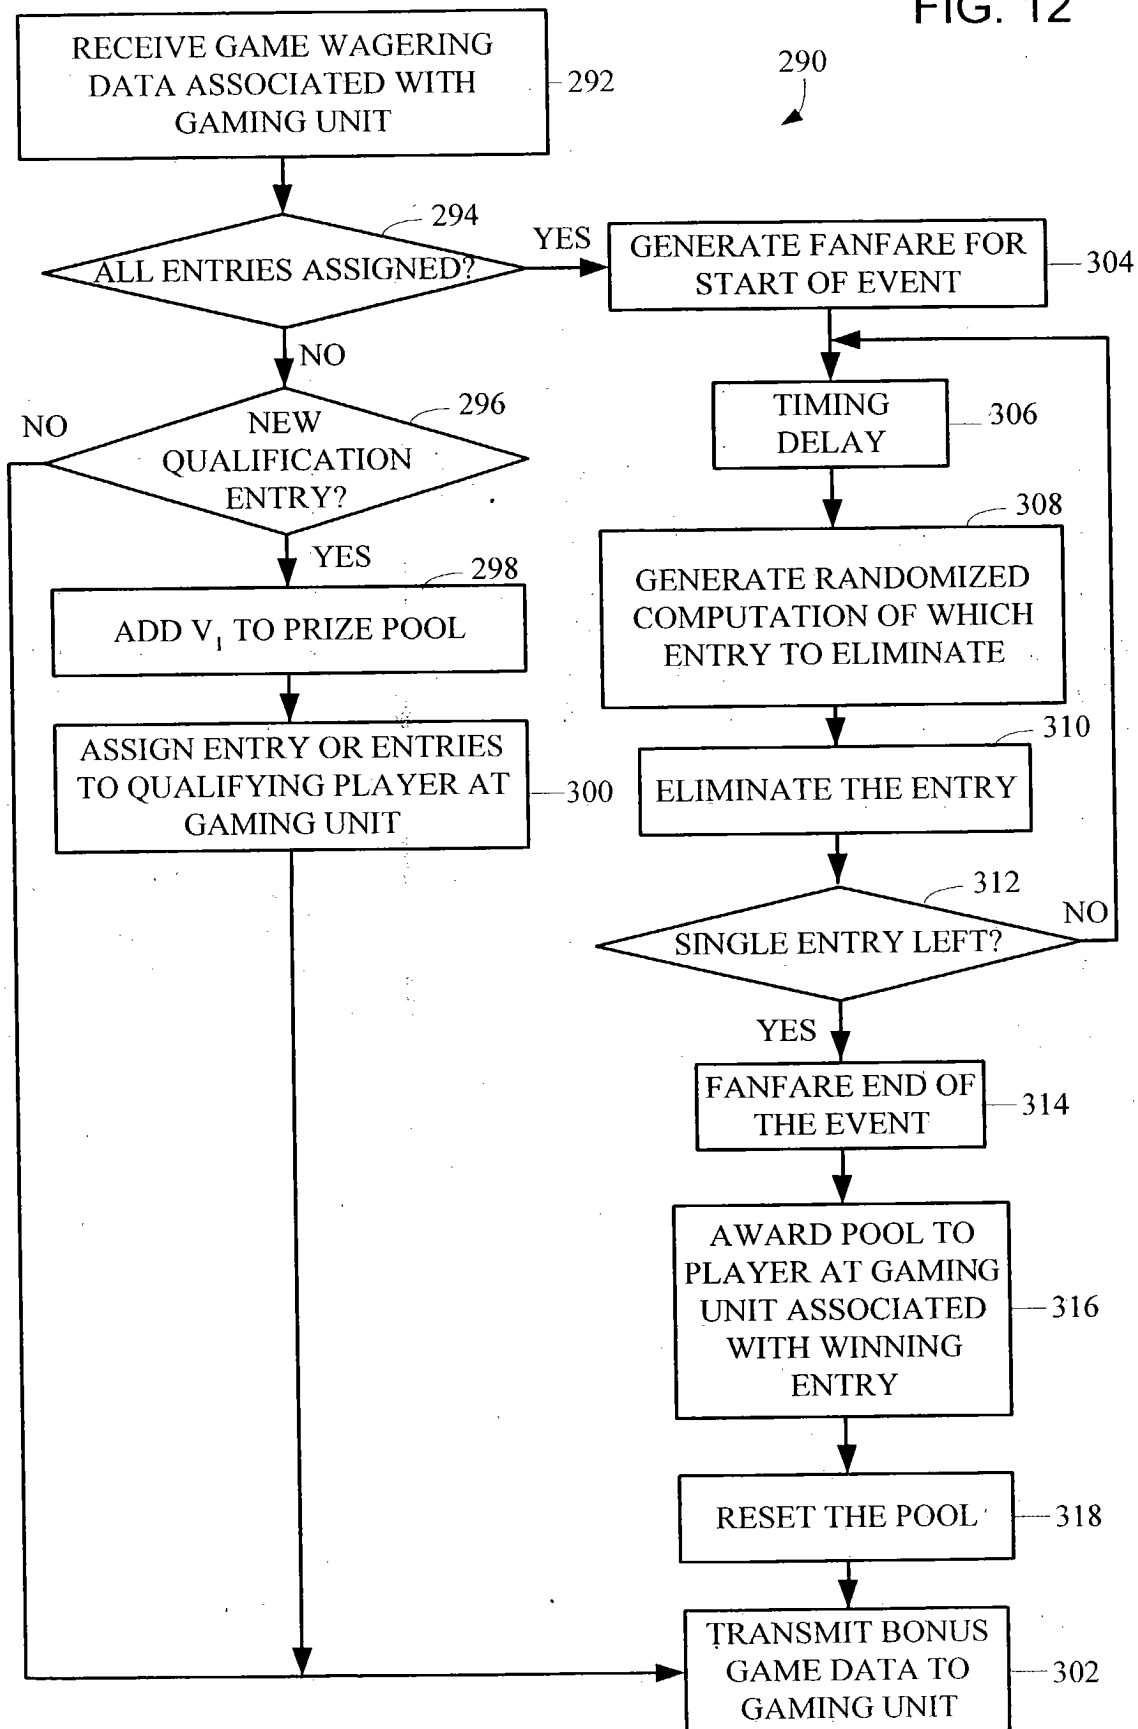 FIG. 12
290
RECEIVE GAME WAGERING
DATA ASSOCIATED WITH
GAMING UNIT
292
294
ALL ENTRIES ASSIGNED?
YES
NO
GENERATE FANFARE FOR
START OF EVENT
304
NO
NEW
QUALIFICATION
ENTRY?
296
YES
TIMING
DELAY
306
298
ADD V₁ TO PRIZE POOL
308
GENERATE RANDOMIZED
COMPUTATION OF WHICH
ENTRY TO ELIMINATE
ASSIGN ENTRY OR ENTRIES
TO QUALIFYING PLAYER AT
GAMING UNIT
300
310
ELIMINATE THE ENTRY
312
SINGLE ENTRY LEFT?
NO
YES
FANFARE END OF
THE EVENT
314
AWARD POOL TO
PLAYER AT GAMING
UNIT ASSOCIATED
WITH WINNING
ENTRY
316
RESET THE POOL
318
TRANSMIT BONUS
GAME DATA TO
GAMING UNIT
302